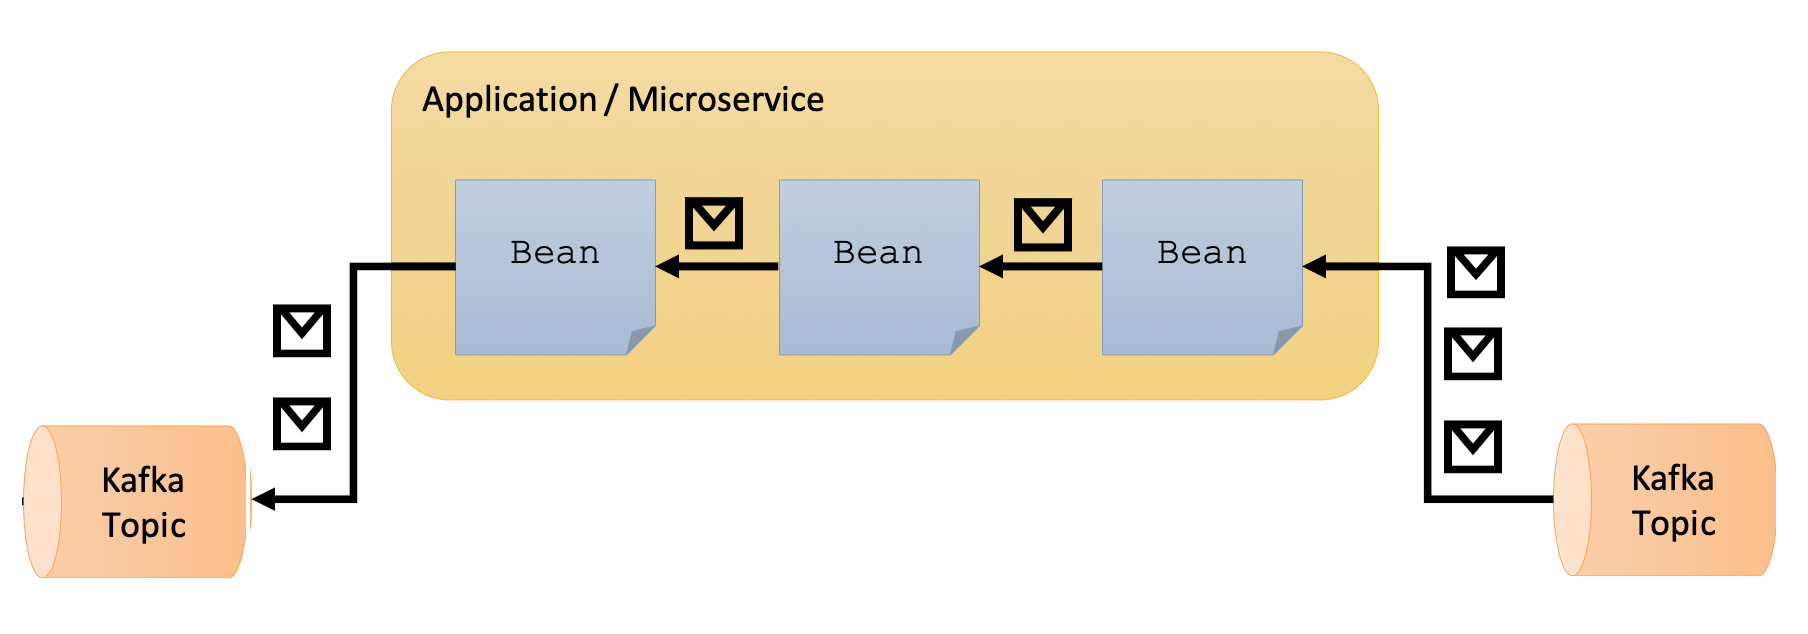 Application / Microservice
Bean
Bean
Bean
Kafka
Topic
Kafka
Topic